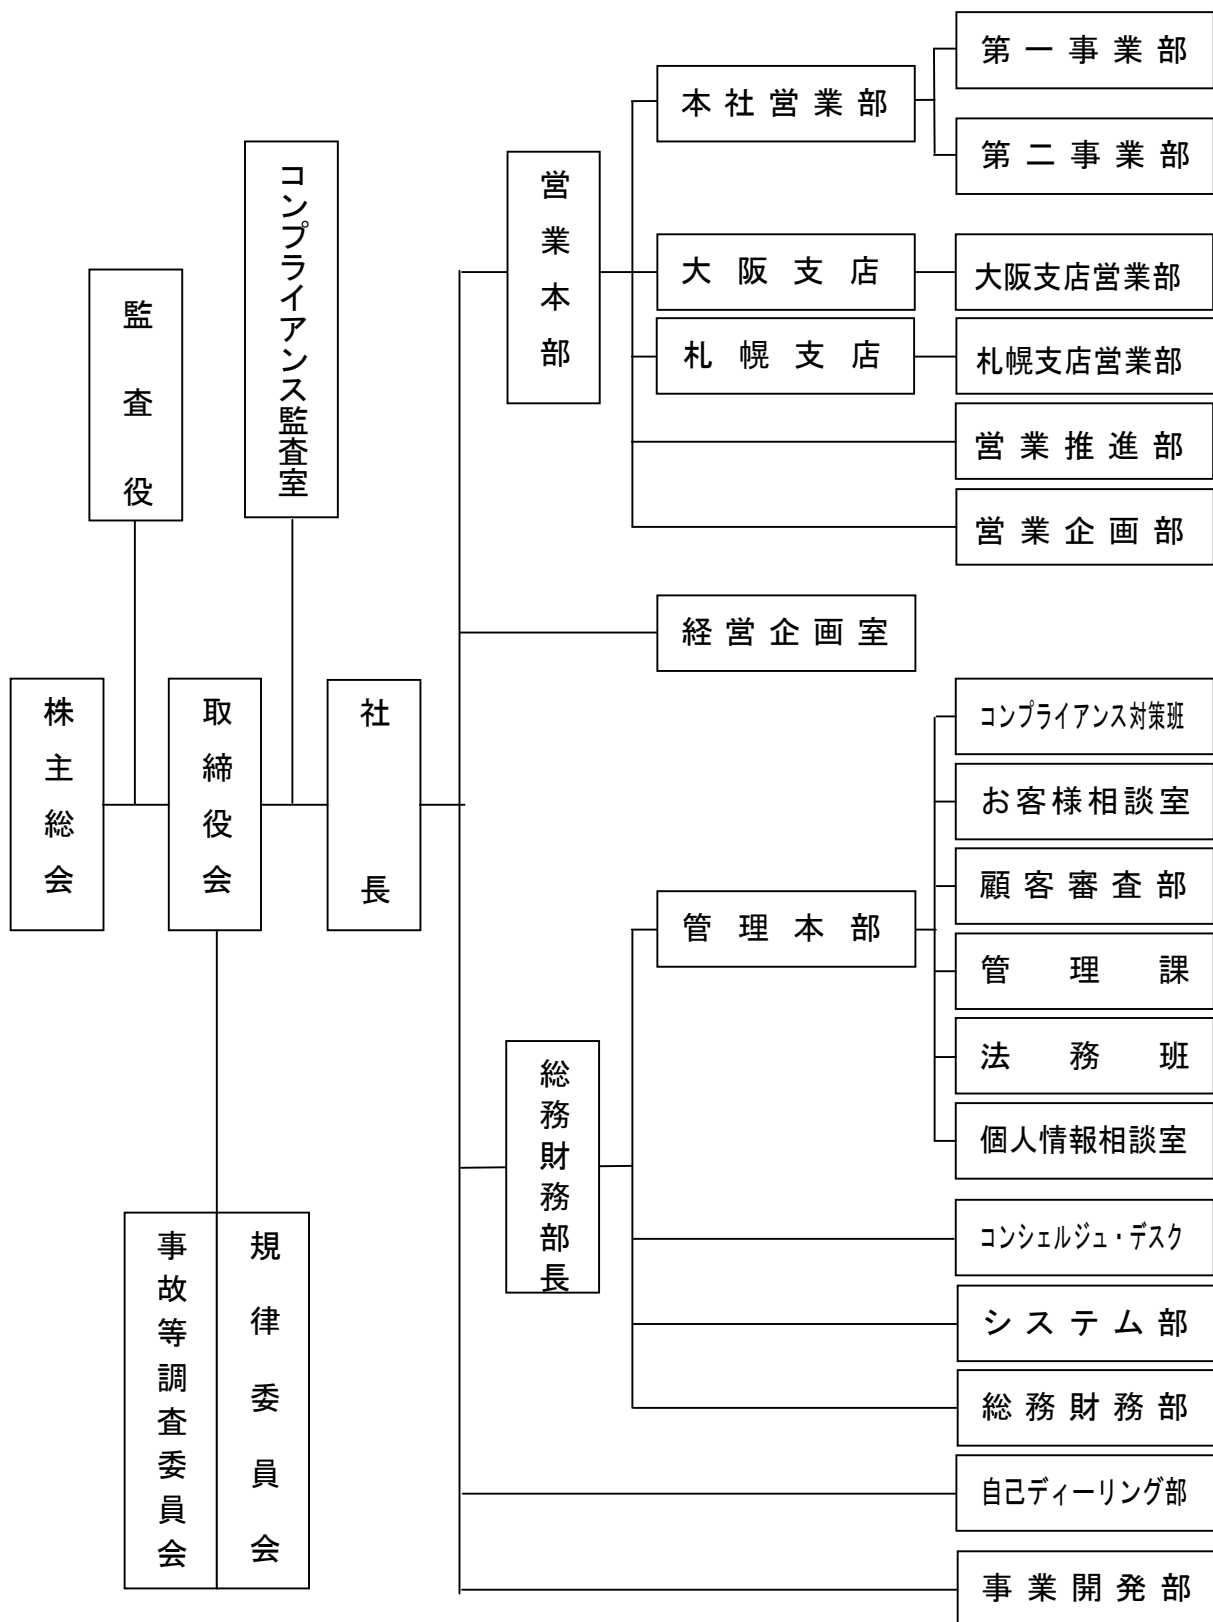 株主総会
監査役
取締役会
コンプライアンス監査室
事故等調査委員会
規律委員会
社長
営業本部
本社営業部
第一事業部
第二事業部
大阪支店
大阪支店営業部
札幌支店
札幌支店営業部
営業推進部
営業企画部
経営企画室
総務財務部長
管理本部
コンプライアンス対策班
お客様相談室
顧客審査部
管理課
法務班
個人情報相談室
コンシェルジュ・デスク
システム部
総務財務部
自己ディーリング部
事業開発部